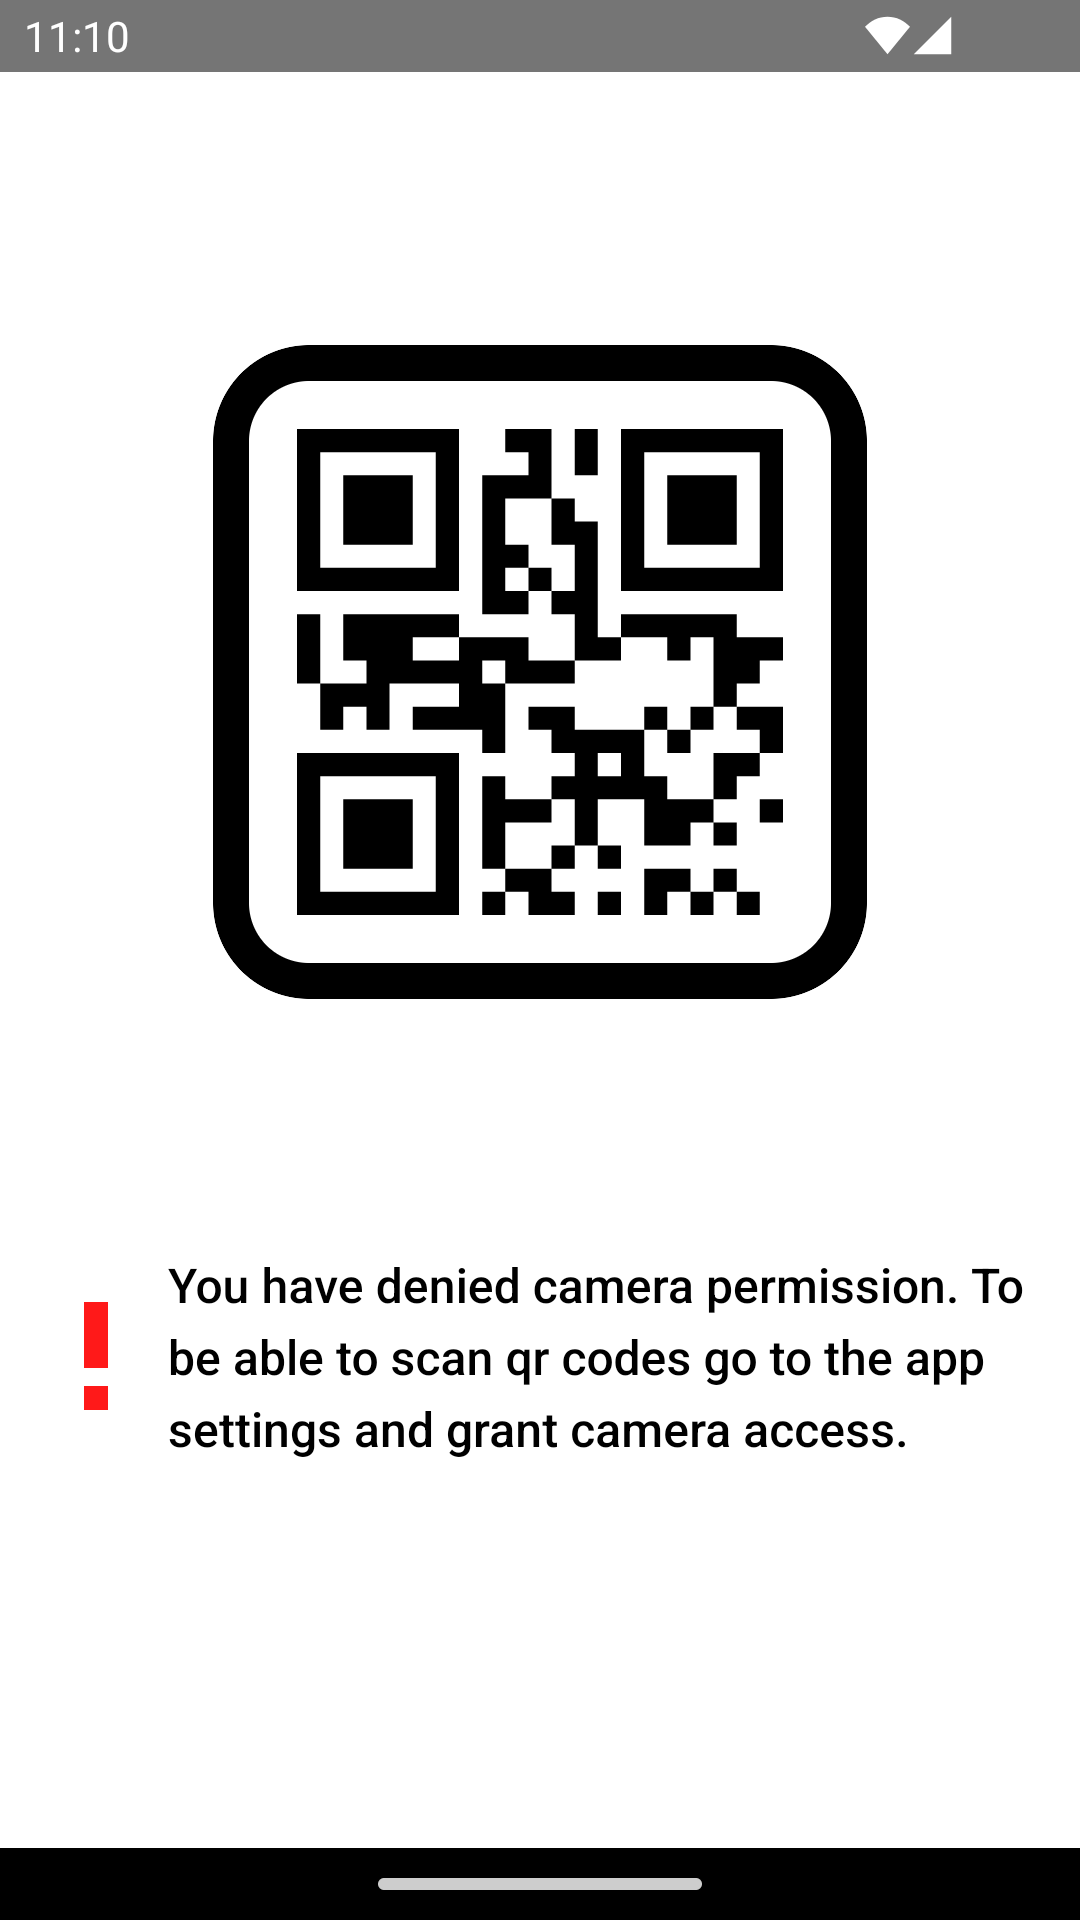 11:10
You have denied camera permission. To
be able to scan qr codes go to the app
settings and grant camera access.